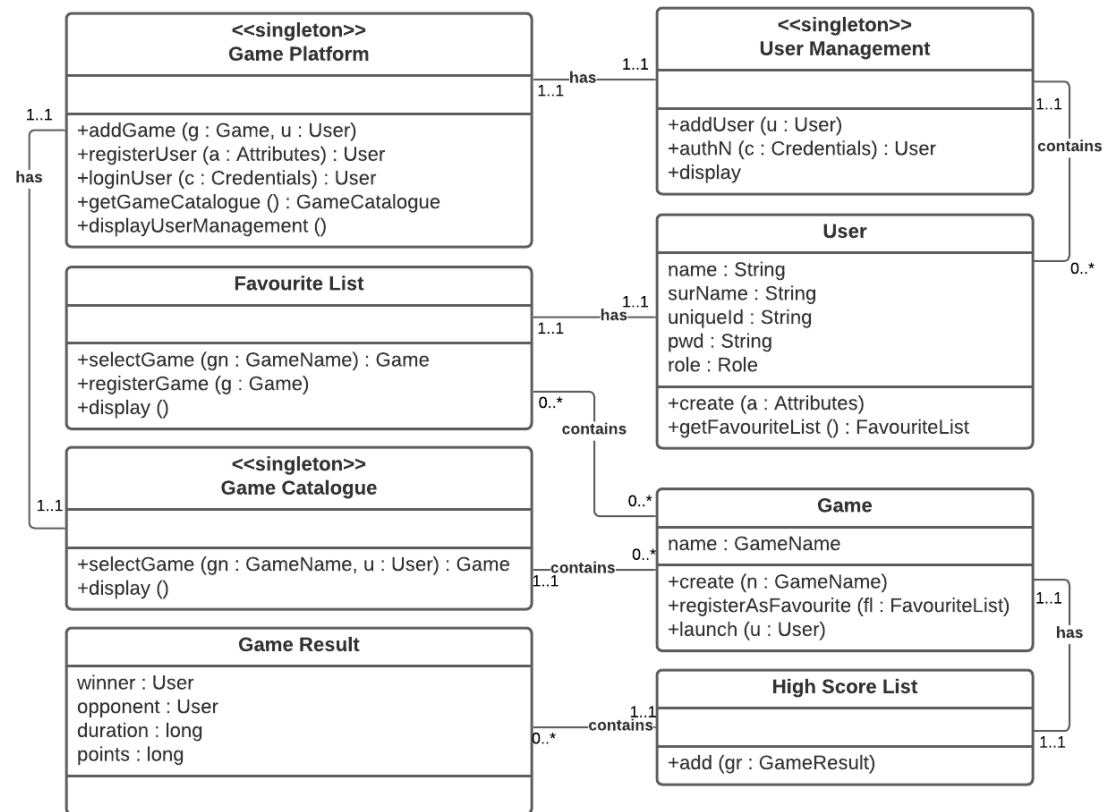 <<singleton>>
Game Platform
+addGame (g : Game, u : User)
+registerUser (a : Attributes) : User
+loginUser (c : Credentials) : User
+getGameCatalogue () : GameCatalogue
+displayUserManagement ()
1..1
has
1..1
<<singleton>>
User Management
+addUser (u : User)
+authN (c : Credentials) : User
+display
1..1
contains
0..*
User
name : String
surName : String
uniqueId : String
pwd : String
role : Role
+create (a : Attributes)
+getFavouriteList () : FavouriteList
1..1
has
1..1
Favourite List
+selectGame (gn : GameName) : Game
+registerGame (g : Game)
+display ()
1..1
has
1..1
0..*
contains
0..*
<<singleton>>
Game Catalogue
+selectGame (gn : GameName, u : User) : Game
+display ()
1..1
contains
0..*
Game
name : GameName
+create (n : GameName)
+registerAsFavourite (fl : FavouriteList)
+launch (u : User)
1..1
has
1..1
Game Result
winner : User
opponent : User
duration : long
points : long
0..*
contains
1..1
High Score List
+add (gr : GameResult)